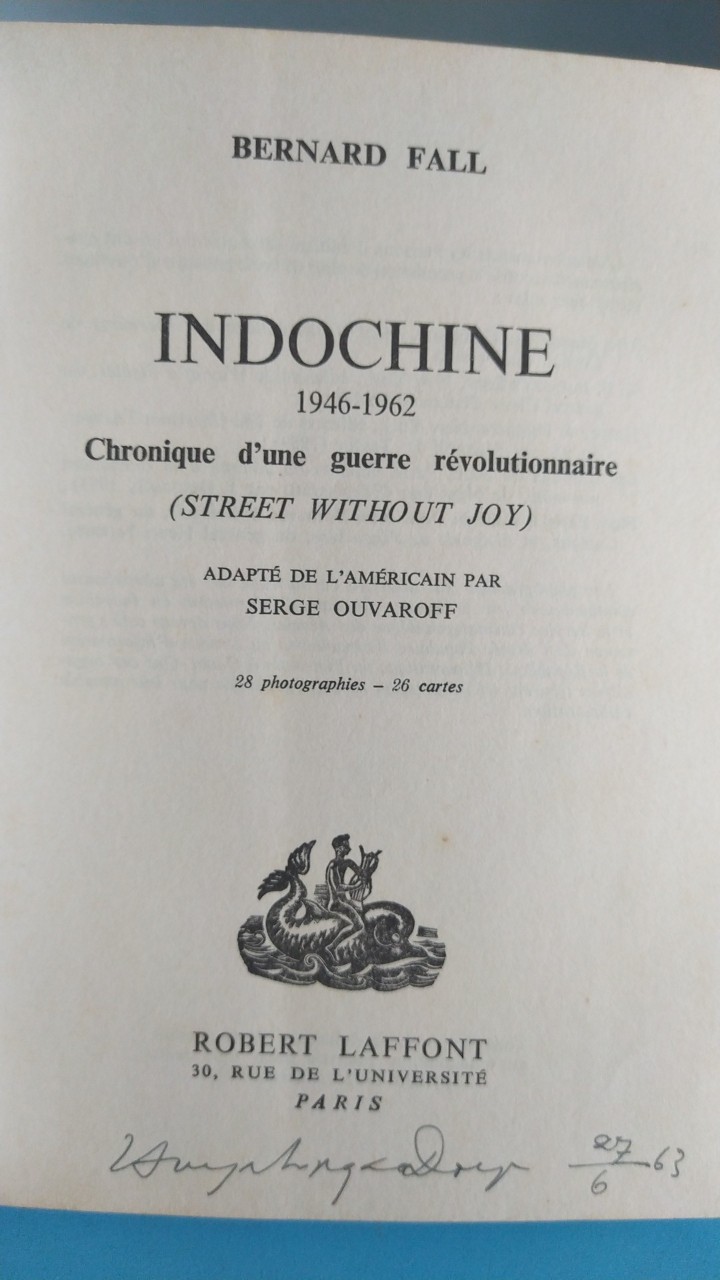 BERNARD FALL
INDOCHINE
1946-1962
Chronique d'une guerre révolutionnaire
(STREET WITHOUT JOY)
ADAPTÉ DE L'AMÉRICAIN PAR
SERGE OUVAROFF
28 photographies – 26 cartes
ROBERT LAFFONT
30, RUE DE L'UNIVERSITÉ
PARIS
27/6 63